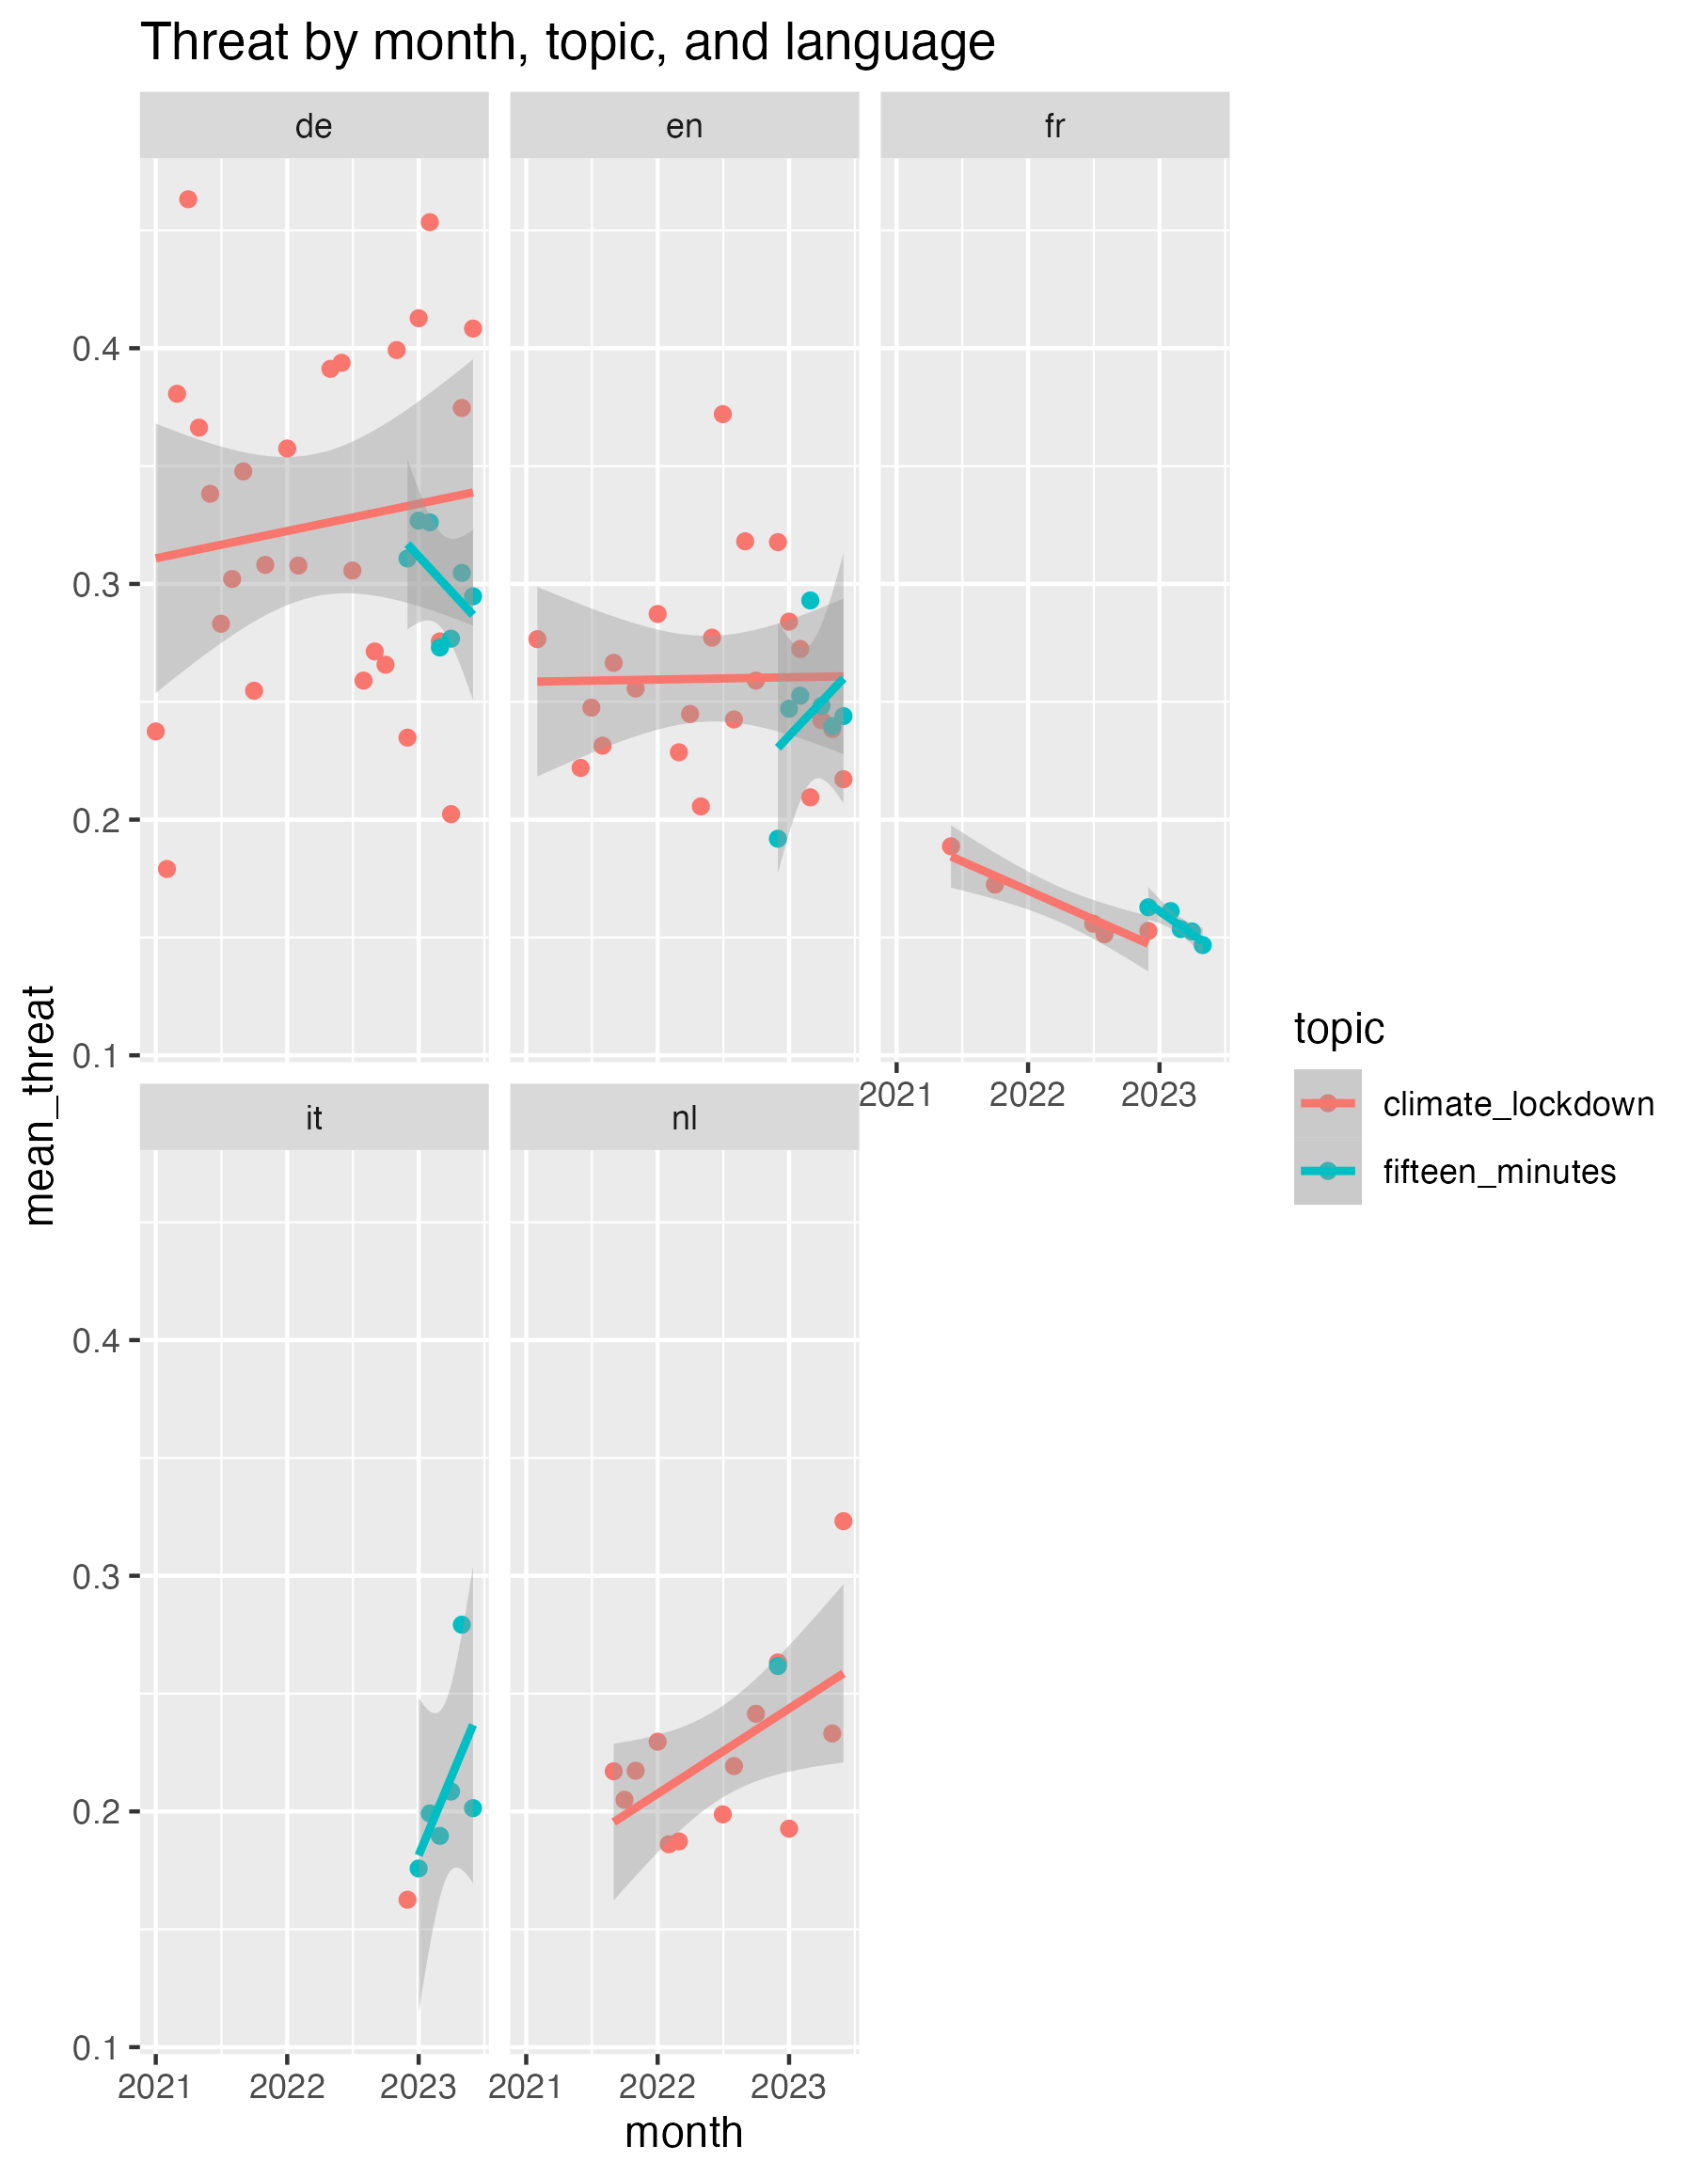 Threat by month, topic, and language
de
en
fr
0.4
0.3
0.2
0.1
2021
2022
2023
it
nl
0.4
0.3
0.2
0.1
2021
2022
2023
2021
2022
2023
month
mean_threat
topic
climate_lockdown
fifteen_minutes